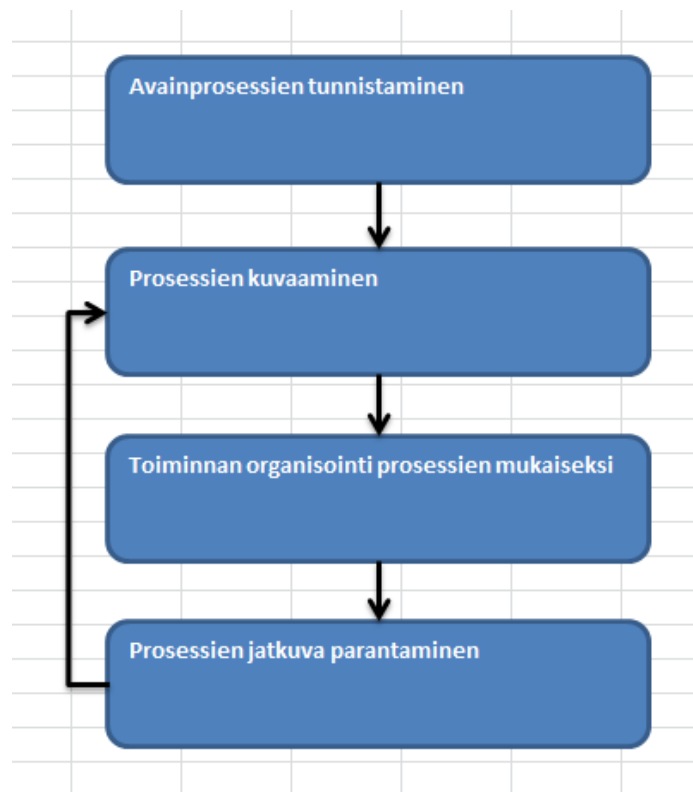 Avainprosessien tunnistaminen
Prosessien kuvaaminen
Toiminnan organisointi prosessien mukaiseksi
Prosessien jatkuva parantaminen